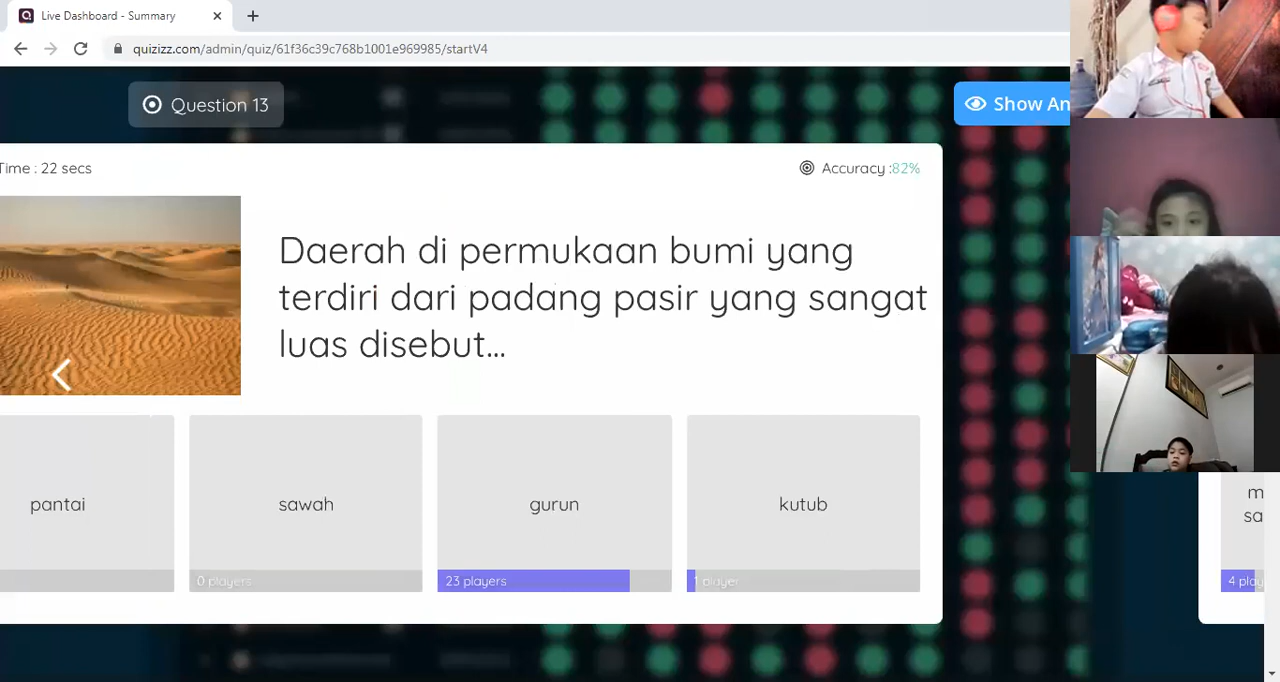 Live Dashboard - Summary
quizizz.com/admin/quiz/61f36c39c768b1001e969985/startV4
Question 13
Show An
Time : 22 secs
Accuracy :82%
Daerah di permukaan bumi yang
terdiri dari padang pasir yang sangat
luas disebut...
pantai
sawah
gurun
kutub
0 players
23 players
1 player
m
sa
4 play